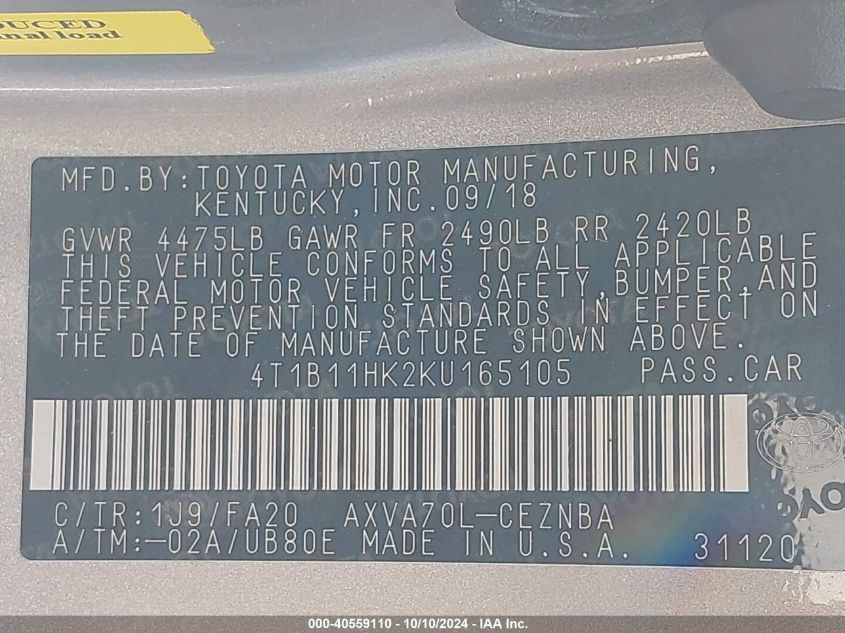 DUCED
nal load
MFD.BY:TOYOTA MOTOR MANUFACTURING,
KENTUCKY,INC.09/18
GVWR 4475LB GAWR FR 2490LB RR 2420LB
THIS VEHICLE CONFORMS TO ALL APPLICABLE
FEDERAL MOTOR VEHICLE SAFETY,BUMPER,AND
THEFT PREVENTION STANDARDS IN EFFECT ON
THE DATE OF MANUFACTURE SHOWN ABOVE.
4T1B11HK2KU165105 PASS.CAR
C/TR:1J9/FA20 AXVA70L-CEZNBA
A/TM:-02A/UB80E MADE IN U.S.A. 31120
000-40559110 - 10/10/2024 - IAA Inc.